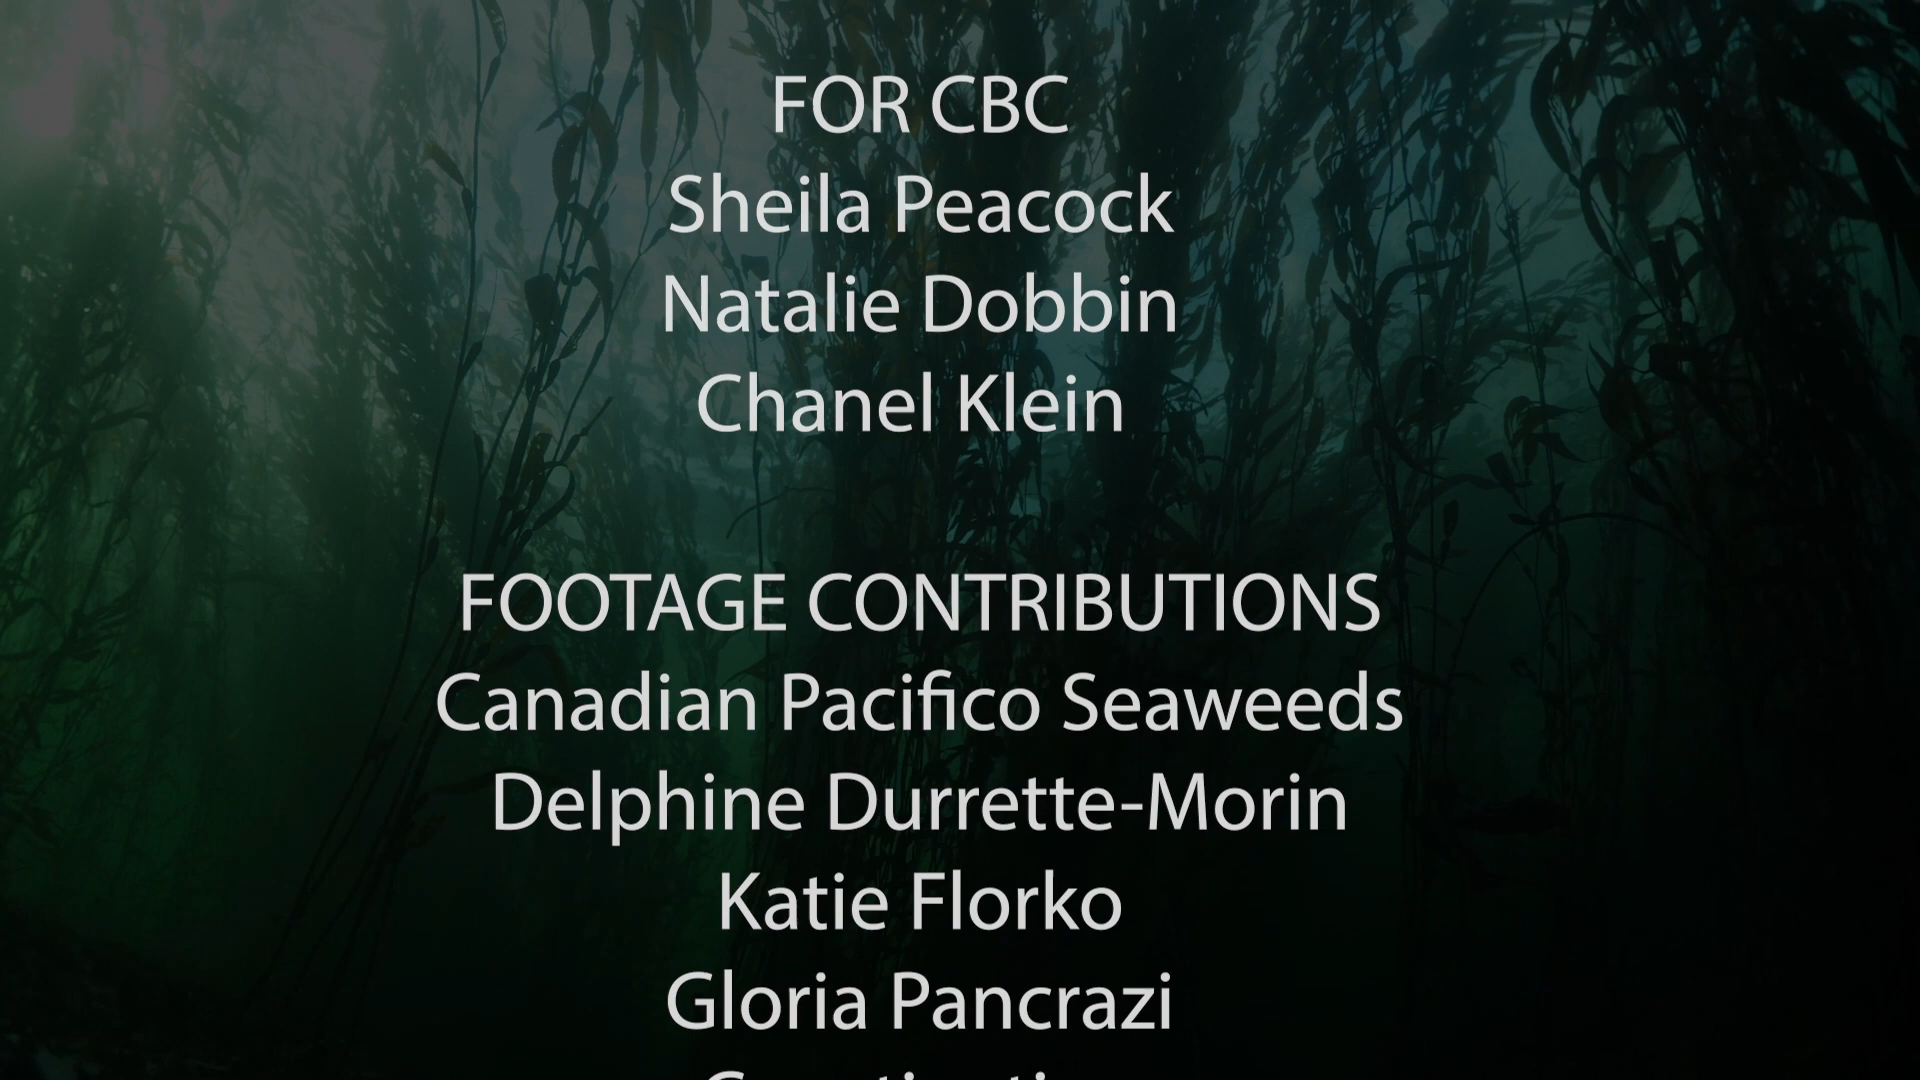 FOR CBC
Sheila Peacock
Natalie Dobbin
Chanel Klein
FOOTAGE CONTRIBUTIONS
Canadian Pacifico Seaweeds
Delphine Durrette-Morin
Katie Florko
Gloria Pancrazi